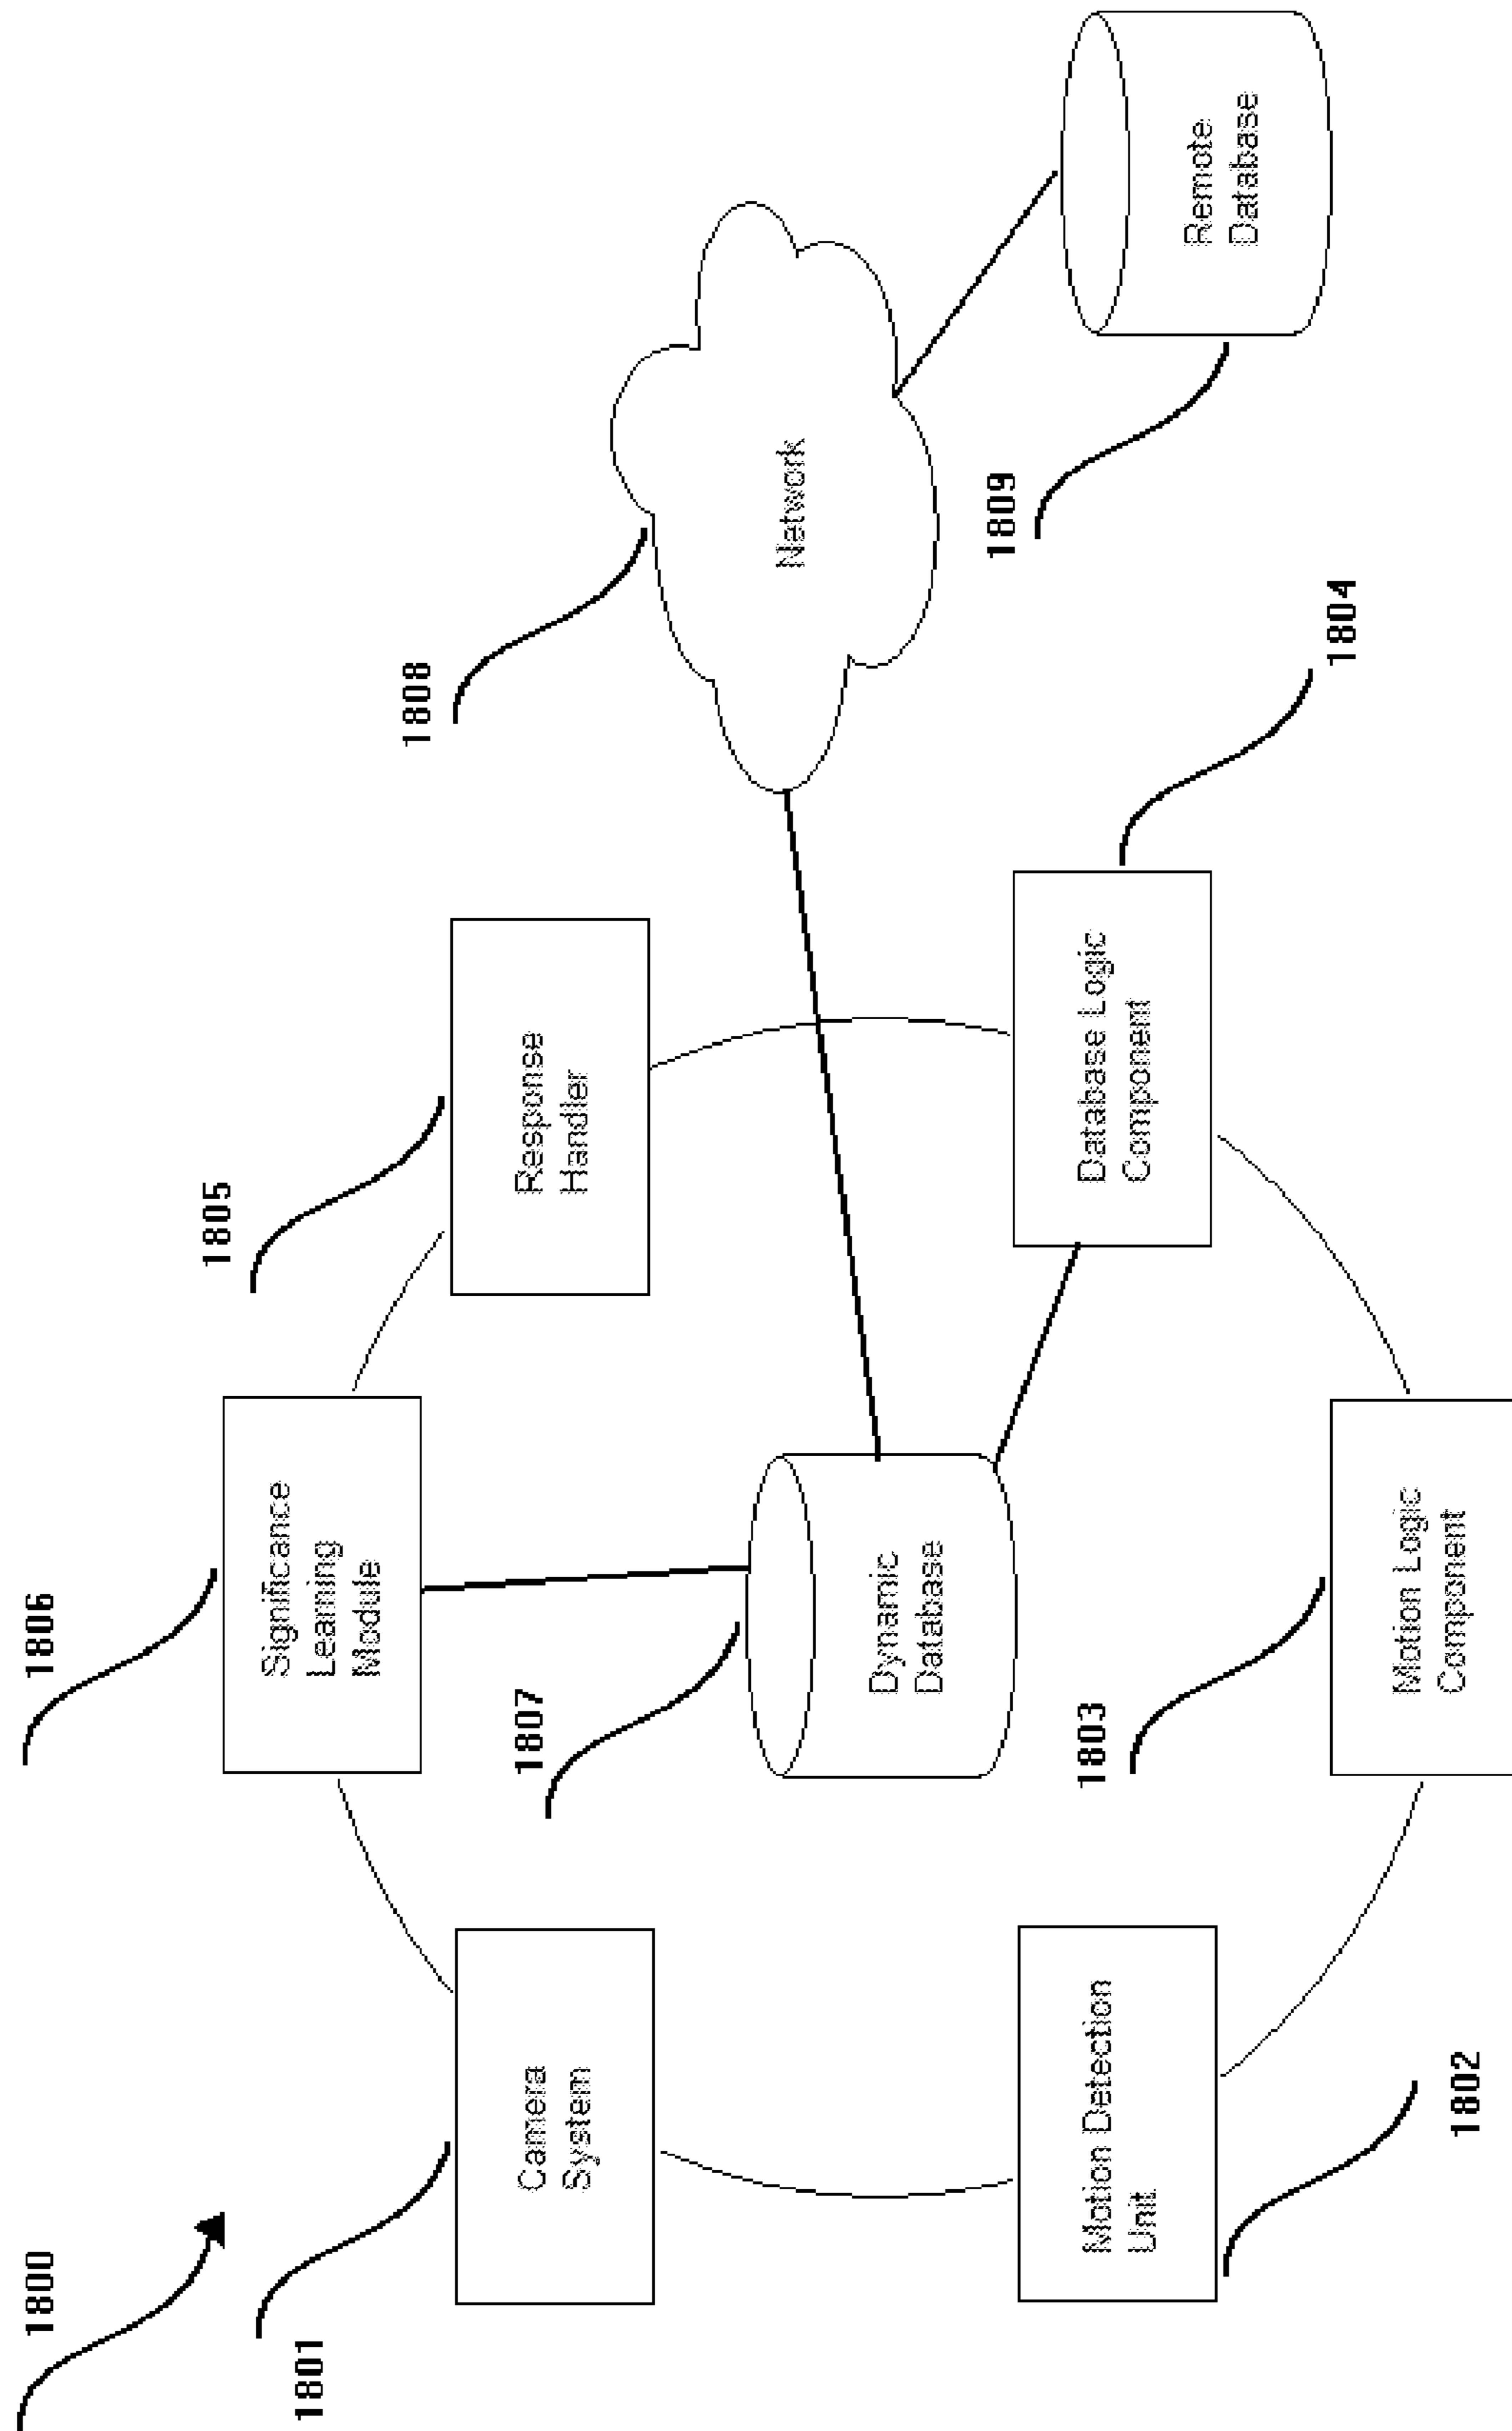 1800
1806
Significance
Learning
Module
1805
1801
Camera
System
Response
Handler
1808
1807
Dynamic
Database
Network
1802
Motion Detection
Unit
Database Logic
Component
1809
1803
Remote
Database
Motion Logic
Component
1804